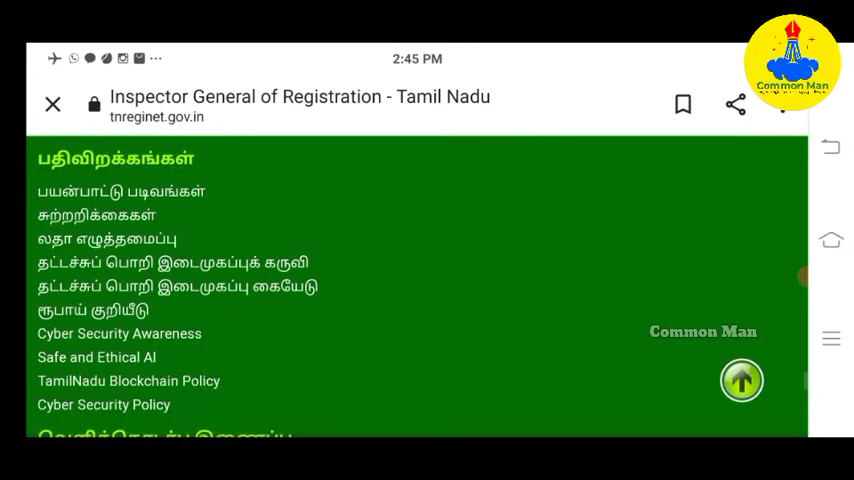 2:45 PM
Common Man
Inspector General of Registration - Tamil Nadu
tnreginet.gov.in
பதிவிறக்கங்கள்
பயன்பாட்டு படிவங்கள்
சுற்றறிக்கைகள்
லதா எழுத்தமைப்பு
தட்டச்சுப் பொறி இடைமுகப்புக் கருவி
தட்டச்சுப் பொறி இடைமுகப்பு கையேடு
ரூபாய் குறியீடு
Cyber Security Awareness
Common Man
Safe and Ethical AI
TamilNadu Blockchain Policy
Cyber Security Policy